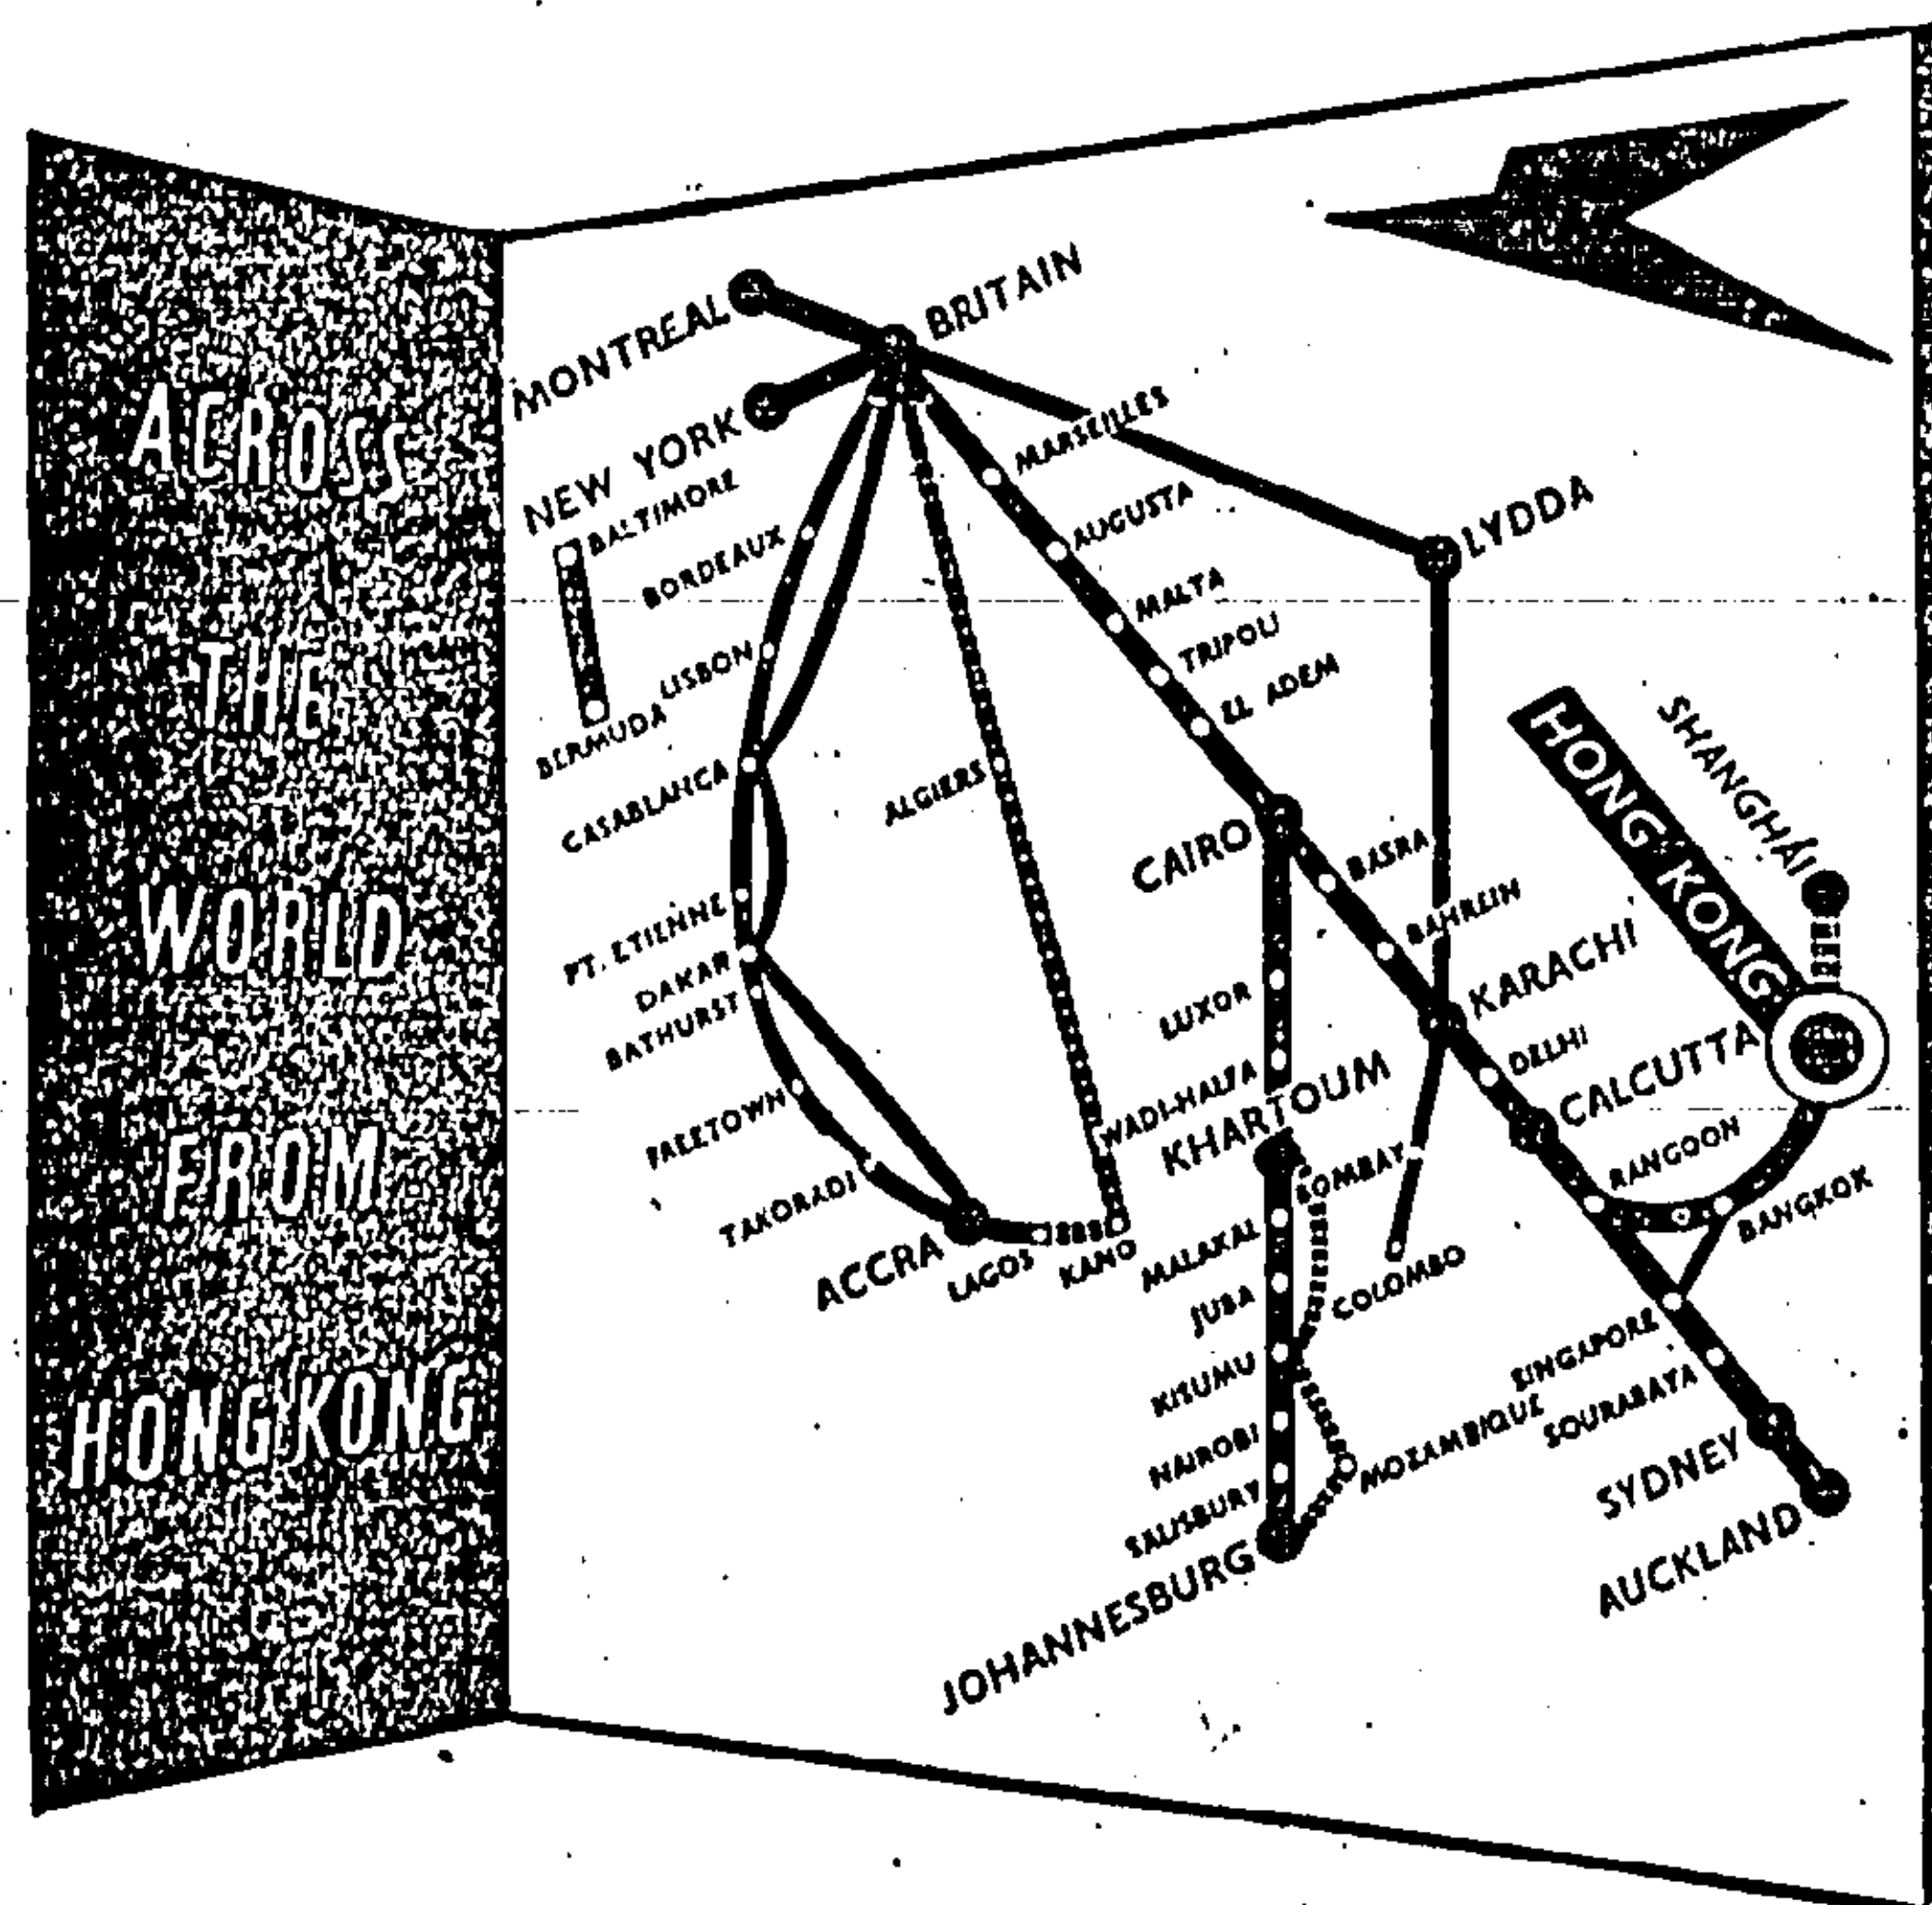 ACROSS
THE
WORLD
FROM
HONGKONG
MONTREAL
BRITAIN
NEW YORK
MARSEILLES
BALTIMORE
BORDEAUX
AUGUSTA
LYDDA
MALTA
LISBON
TRIPOLI
BERMUDA
EL ADEM
CASABLANCA
ALGIERS
HONG KONG
SHANGHAI
CAIRO
BASRA
PT. ETIENNE
BAHREIN
DAKAR
KARACHI
BATHURST
LUXOR
DELHI
WADI-HALFA
CALCUTTA
FREETOWN
KHARTOUM
RANGOON
BOMBAY
TAKORADI
BANGKOK
ACCRA
LAGOS
KANO
MALAKAL
JUBA
COLOMBO
KISUMU
SINGAPORE
SOURABAYA
NAIROBI
MOZAMBIQUE
SYDNEY
SALISBURY
JOHANNESBURG
AUCKLAND